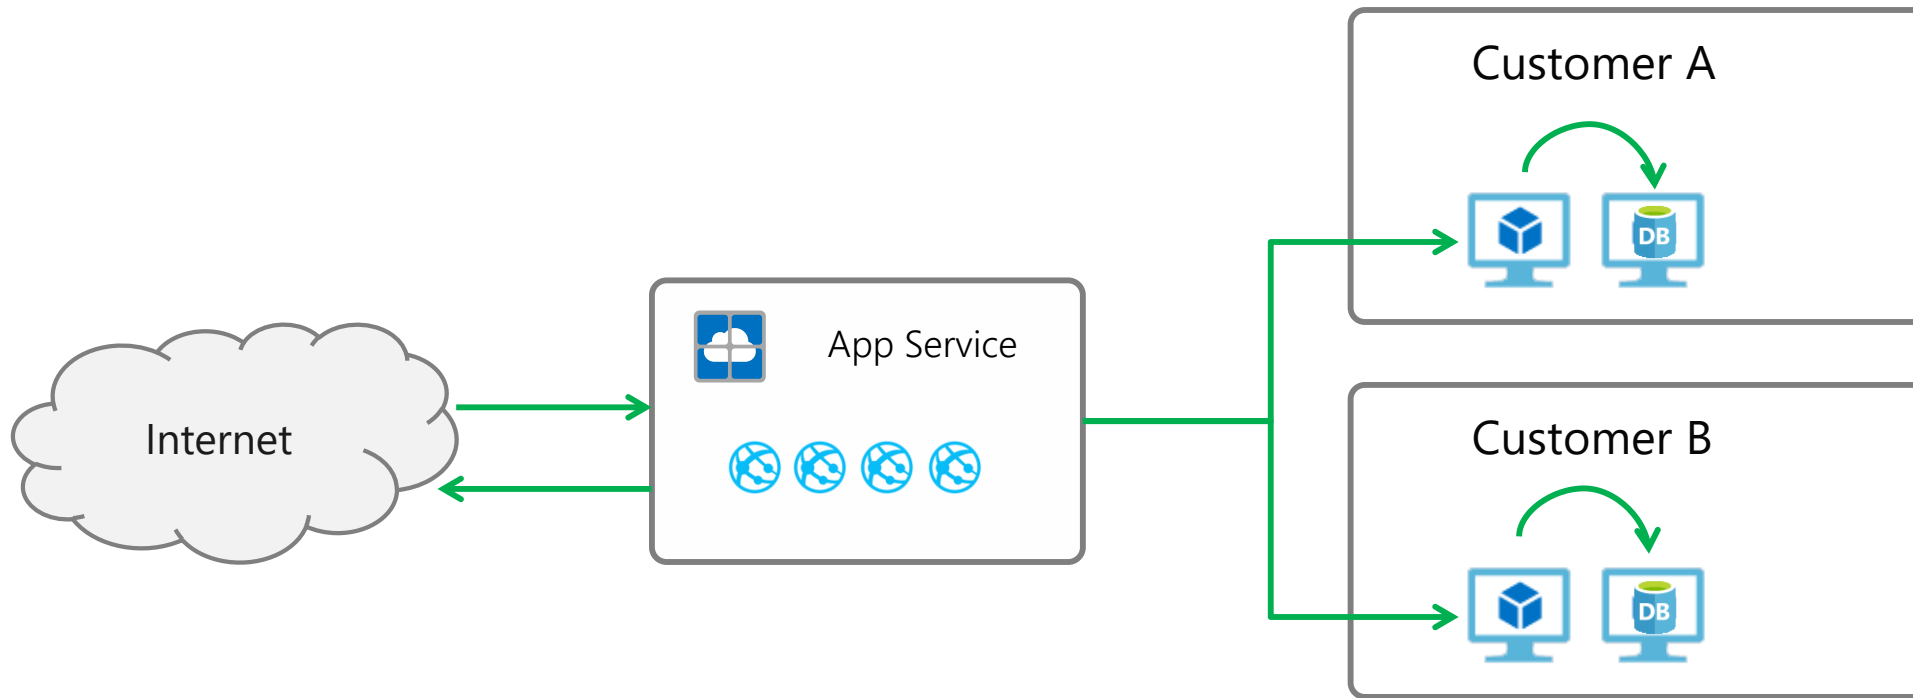 Customer A
DB
App Service
Internet
Customer B
DB